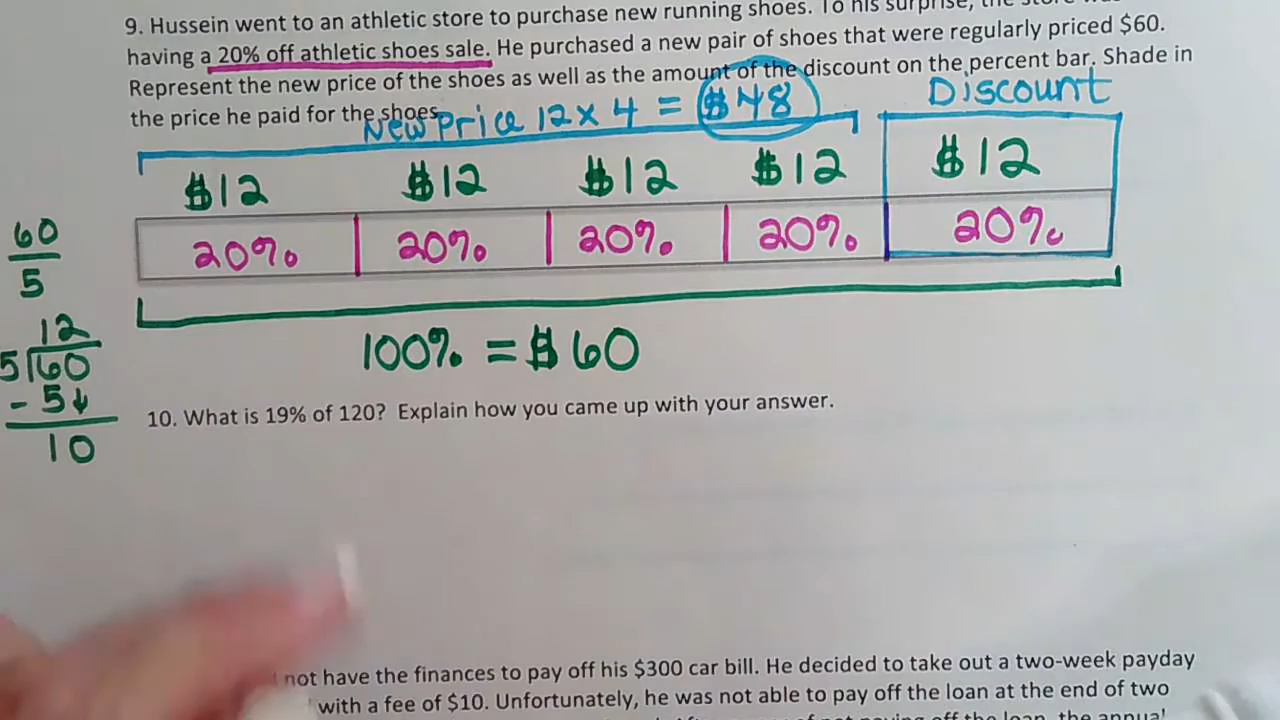 9. Hussein went to an athletic store to purchase new running shoes. To his surprise, the store was
having a 20% off athletic shoes sale. He purchased a new pair of shoes that were regularly priced $60.
Represent the new price of the shoes as well as the amount of the discount on the percent bar. Shade in
the price he paid for the shoes.
New Price 12 x 4 = $48
Discount
$12 $12 $12 $12 $12
20% 20% 20% 20% 20%
60
5
100% = $60
12
5 60
- 5↓
10
10. What is 19% of 120? Explain how you came up with your answer.
not have the finances to pay off his $300 car bill. He decided to take out a two-week payday
with a fee of $10. Unfortunately, he was not able to pay off the loan at the end of two
off the loan, the annual